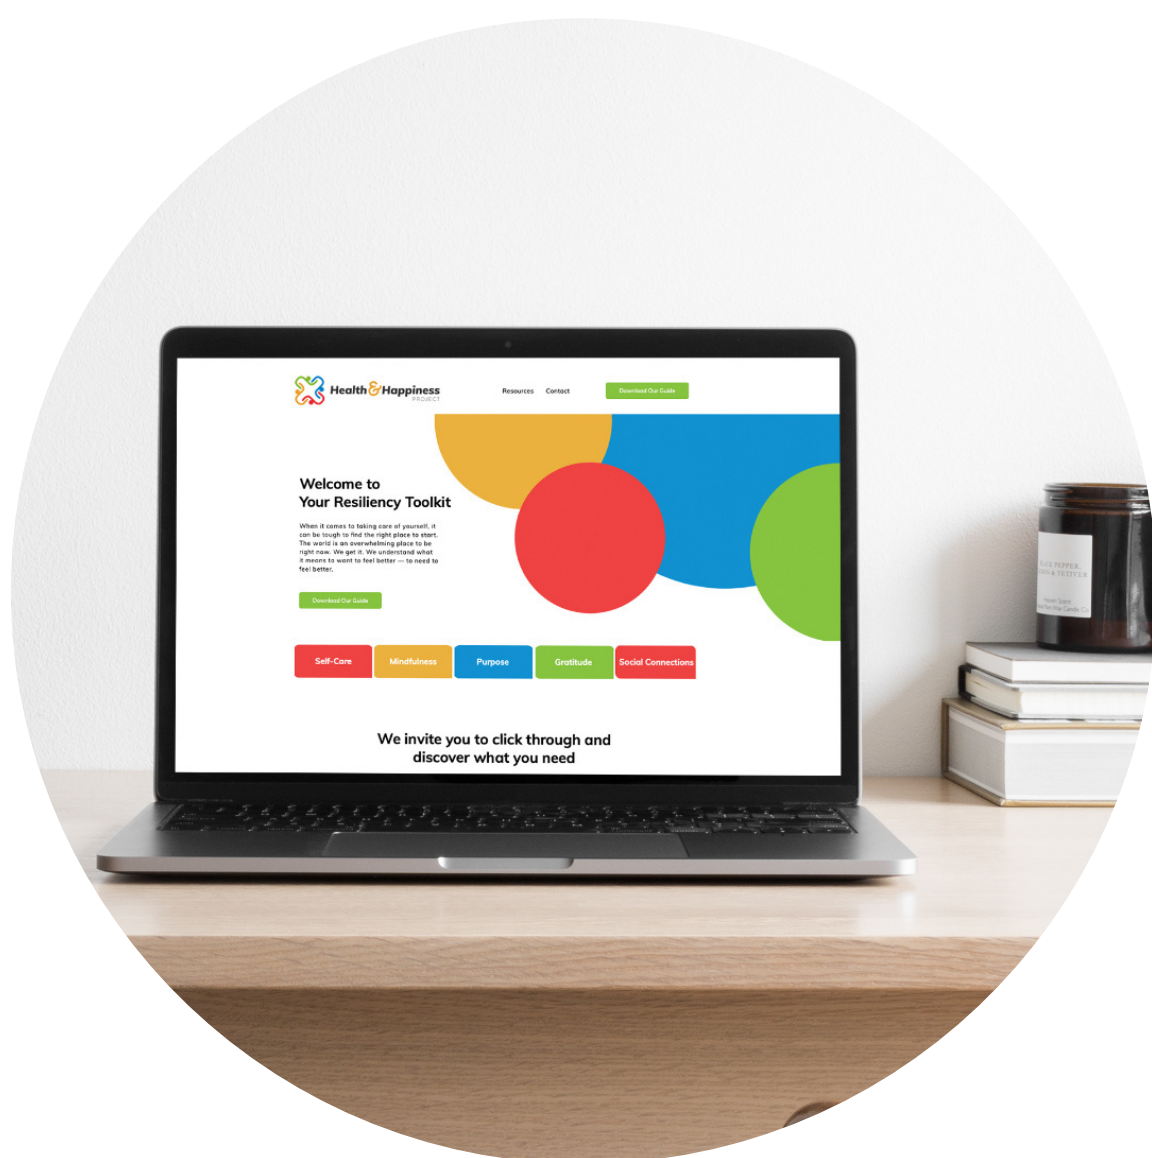 Health & Happiness
PROJECT
Resources
Contact
Download Our Guide
Welcome to
Your Resiliency Toolkit
When it comes to taking care of yourself, it
can be tough to find the right place to start.
The world is an overwhelming place to be
right now. We get it. We understand what
it means to want to feel better — to need to
feel better.
Download Our Guide
Self-Care
Mindfulness
Purpose
Gratitude
Social Connections
We invite you to click through and
discover what you need
PEPPER,
& VETIVER